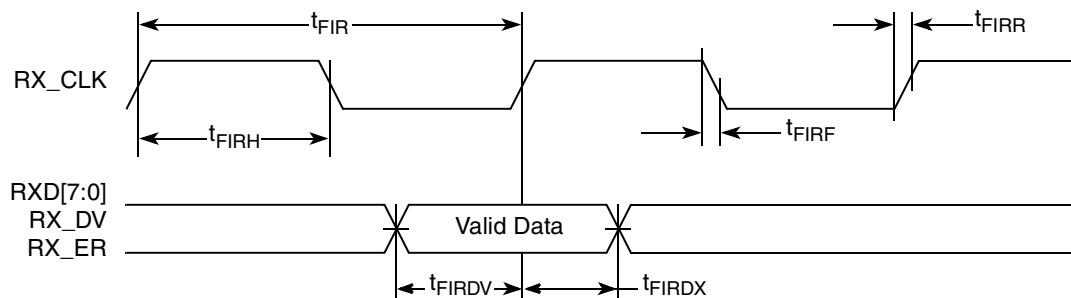 tFIR
tFIRR
RX_CLK
tFIRH
tFIRF
RXD[7:0]
RX_DV
Valid Data
RX_ER
tFIRDV
tFIRDX